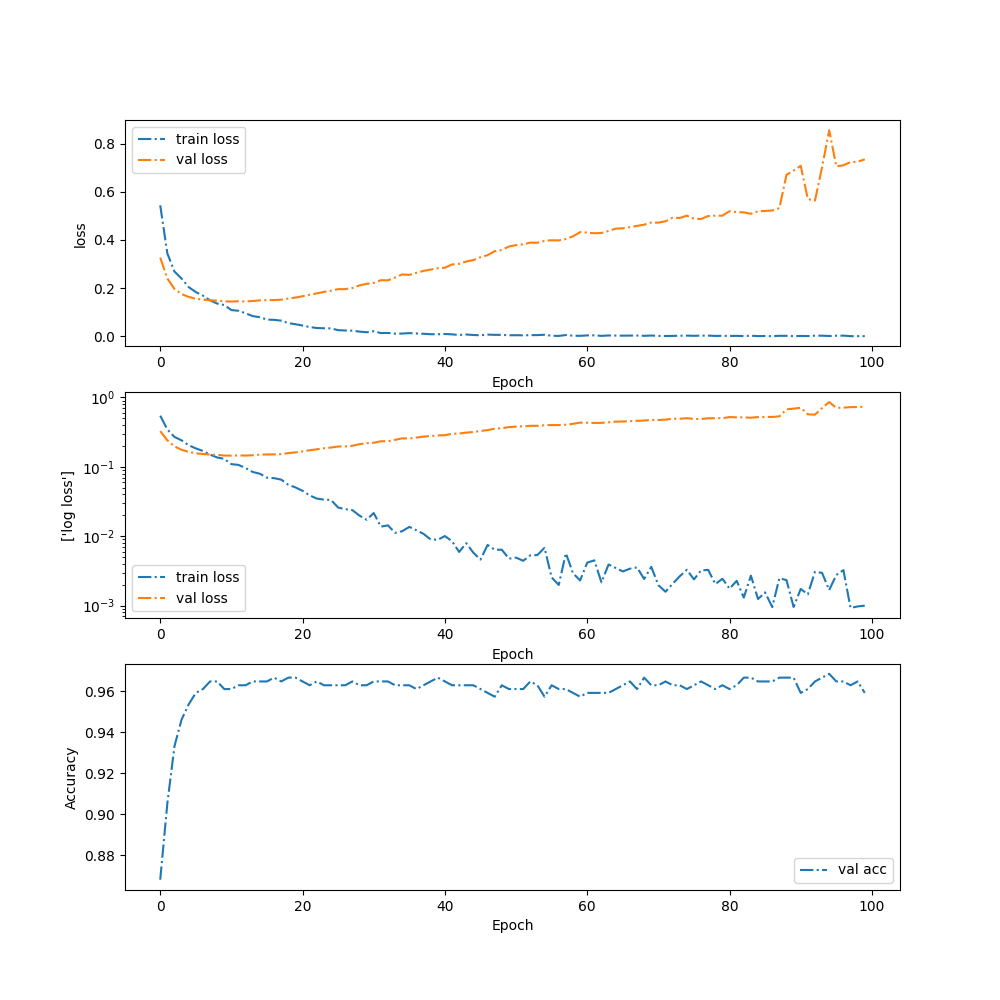 0.8
0.6
0.4
0.2
0.0
loss
train loss
val loss
0 20 40 60 80 100
Epoch
10⁰
10⁻¹
10⁻²
10⁻³
['log loss']
train loss
val loss
0 20 40 60 80 100
Epoch
0.96
0.94
0.92
0.90
0.88
Accuracy
val acc
0 20 40 60 80 100
Epoch